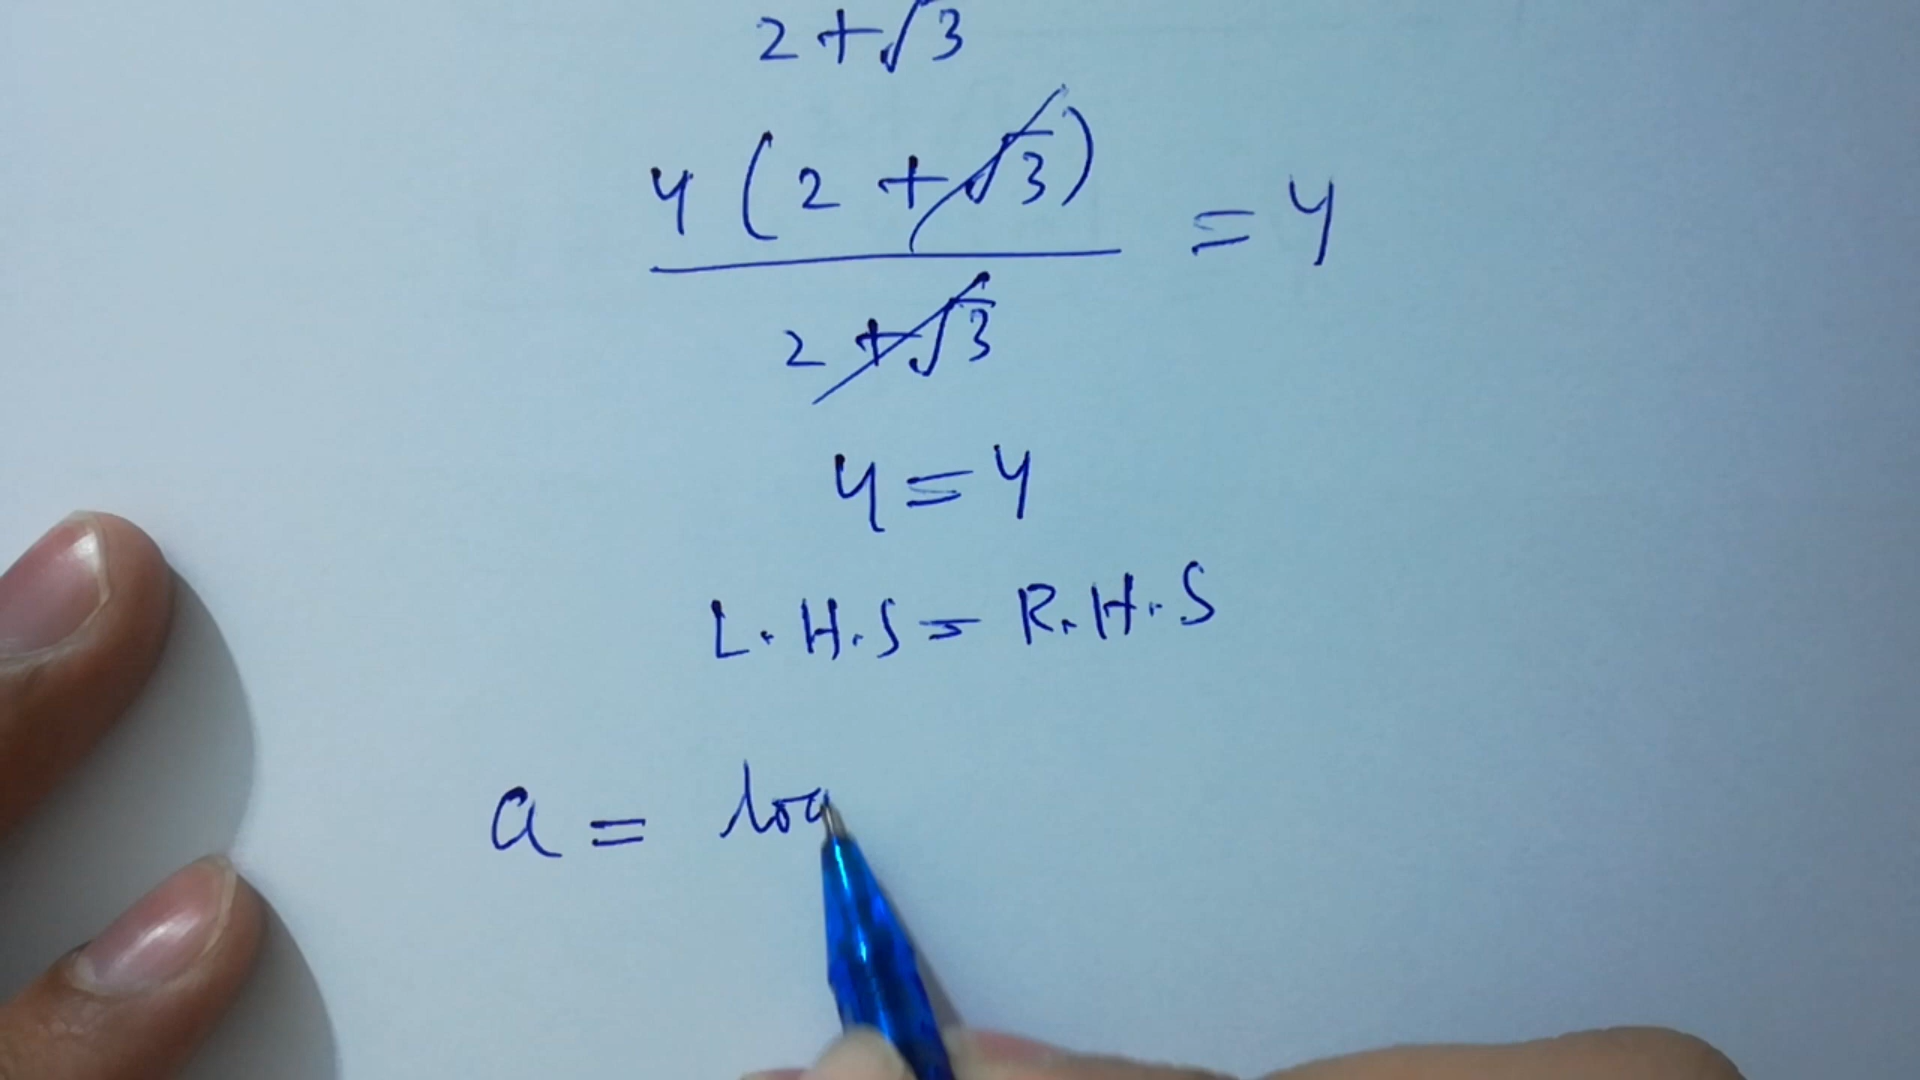 2+√3
4(2+√3)
= 4
2+√3
4=4
L.H.S = R.H.S
a = log